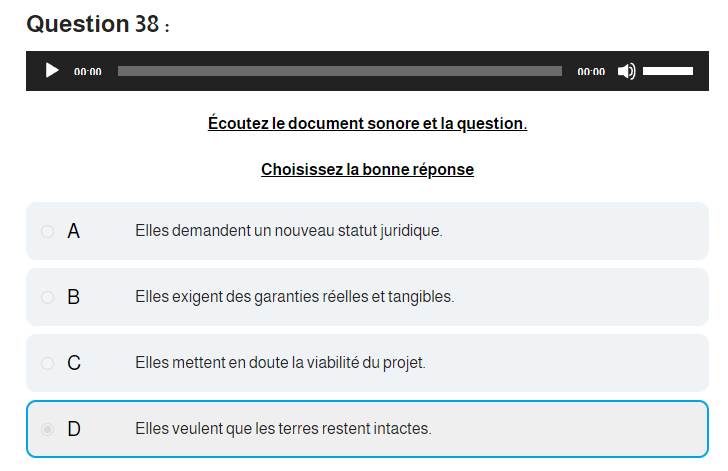 Question 38 :
00:00 00:00
Écoutez le document sonore et la question.
Choisissez la bonne réponse
A Elles demandent un nouveau statut juridique.
B Elles exigent des garanties réelles et tangibles.
C Elles mettent en doute la viabilité du projet.
D Elles veulent que les terres restent intactes.